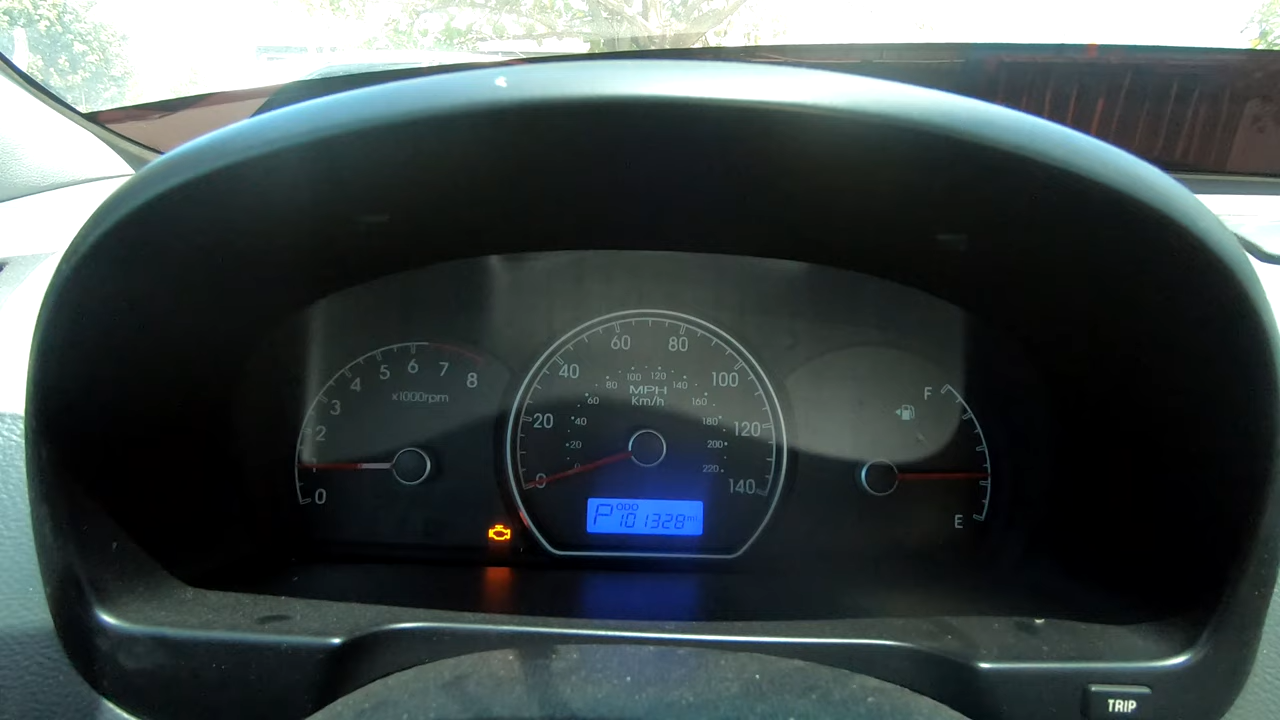 0 1 2 3 4 5 6 7 8
x1000rpm
0 20 40 60 80 100 120 140
MPH
Km/h
0 20 40 60 80 100 120 140 160 180 200 220
P ODO 101328 mi
F
E
TRIP